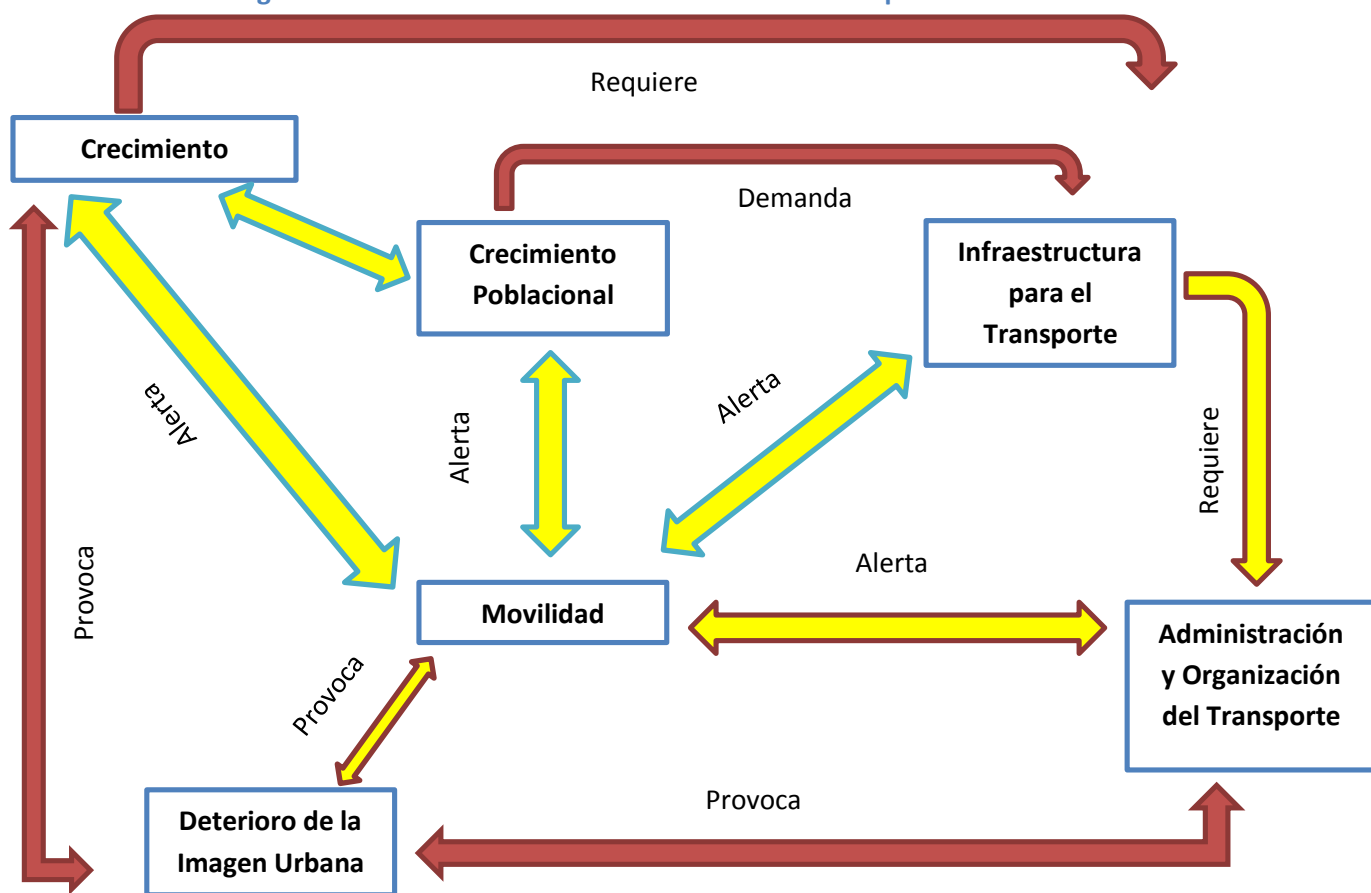 Requiere
Crecimiento
Demanda
Crecimiento
Poblacional
Infraestructura
para el
Transporte
Alerta
Alerta
Alerta
Requiere
Alerta
Movilidad
Provoca
Administración
y Organización
del Transporte
Provoca
Provoca
Deterioro de la
Imagen Urbana